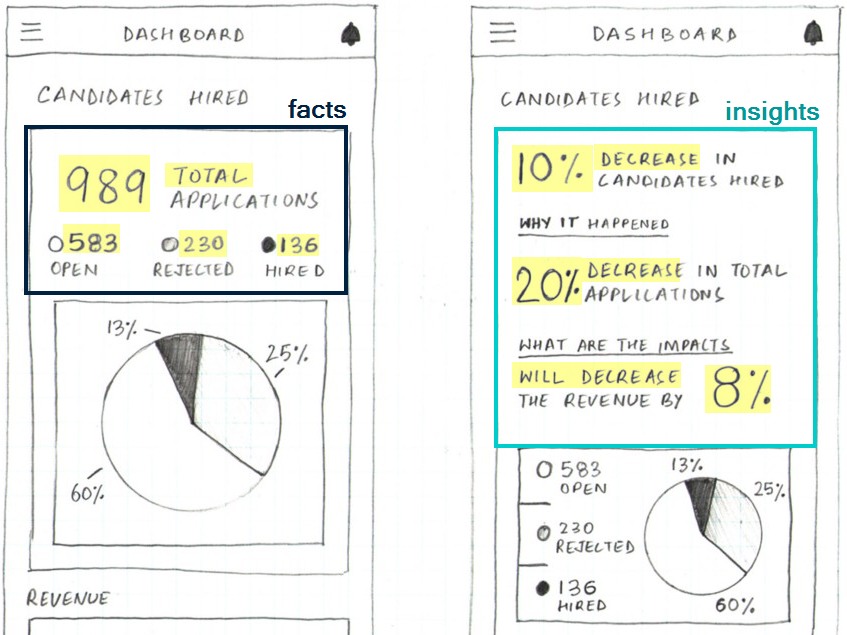 DASHBOARD
CANDIDATES HIRED
facts
989 TOTAL
APPLICATIONS
583 230 136
OPEN REJECTED HIRED
13%
25%
60%
REVENUE
DASHBOARD
CANDIDATES HIRED
insights
10% DECREASE IN
CANDIDATES HIRED
WHY IT HAPPENED
20% DECREASE IN TOTAL
APPLICATIONS
WHAT ARE THE IMPACTS
WILL DECREASE
THE REVENUE BY 8%
583
OPEN
230
REJECTED
136
HIRED
13%
25%
60%